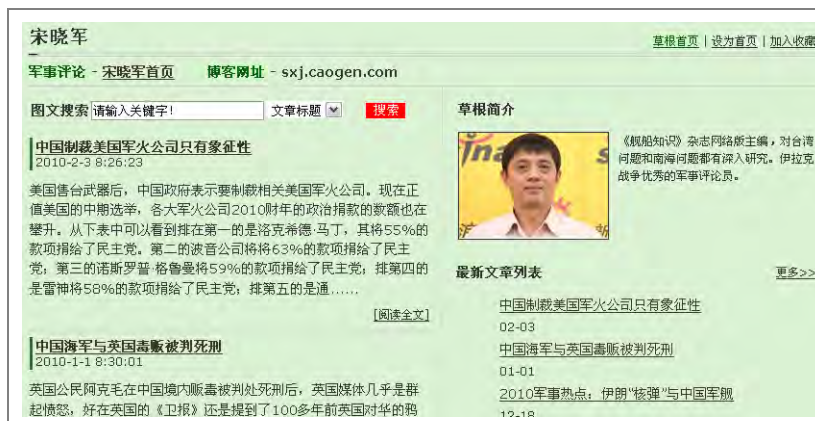 宋晓军
草根首页 | 设为首页 | 加入收藏
军事评论 - 宋晓军首页 博客网址 - sxj.caogen.com
图文搜索 请输入关键字! 文章标题 搜索
中国制裁美国军火公司只有象征性
2010-2-3 8:26:23
美国售台武器后，中国政府表示要制裁相关美国军火公司。现在正
值美国的中期选举，各大军火公司2010财年的政治捐款的数额也在
攀升。从下表中可以看到排在第一的是洛克希德·马丁，其将55%的
款项捐给了民主党。第二的波音公司将将63%的款项捐给了民主
党；第三的诺斯罗普·格鲁曼将59%的款项捐给了民主党；排第四的
是雷神将58%的款项捐给了民主党；排第五的是通……
[阅读全文]
中国海军与英国毒贩被判死刑
2010-1-1 8:30:01
英国公民阿克毛在中国境内贩毒被判处死刑后，英国媒体几乎是群
起愤怒，好在英国的《卫报》还是提到了100多年前英国对华的鸦
草根简介
ina
S
《舰船知识》杂志网络版主编，对台湾
问题和南海问题都有深入研究。伊拉克
战争优秀的军事评论员。
最新文章列表 更多>>
中国制裁美国军火公司只有象征性
02-03
中国海军与英国毒贩被判死刑
01-01
2010军事热点：伊朗“核弹”与中国军舰
12-18